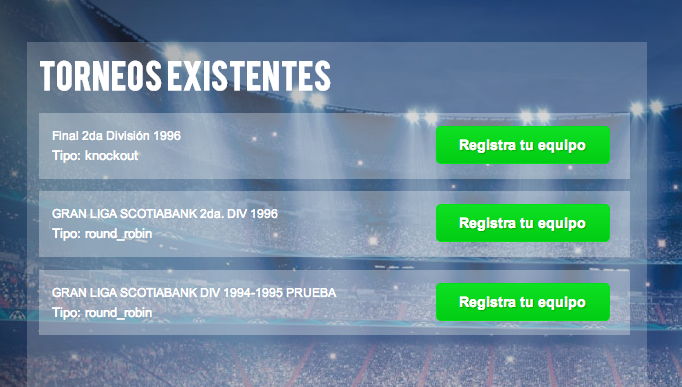 TORNEOS EXISTENTES
Final 2da División 1996
Tipo: knockout
Registra tu equipo
GRAN LIGA SCOTIABANK 2da. DIV 1996
Tipo: round_robin
Registra tu equipo
GRAN LIGA SCOTIABANK DIV 1994-1995 PRUEBA
Tipo: round_robin
Registra tu equipo